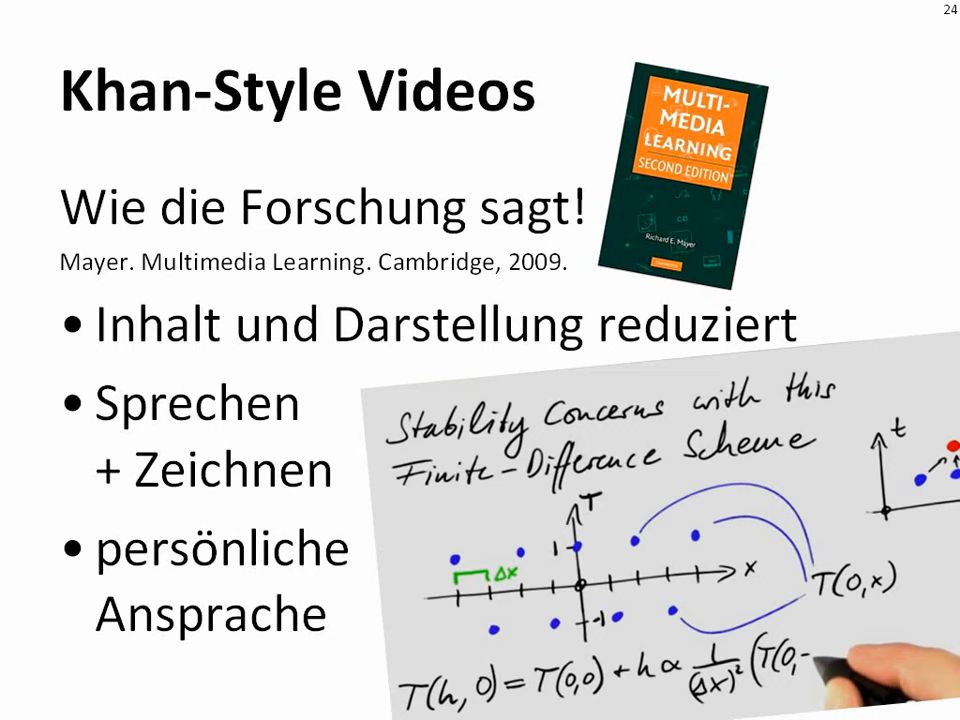 24
Khan-Style Videos
MULTI-
MEDIA
LEARNING
SECOND EDITION
Richard E. Mayer
Wie die Forschung sagt!
Mayer. Multimedia Learning. Cambridge, 2009.
• Inhalt und Darstellung reduziert
• Sprechen
+ Zeichnen
• persönliche
Ansprache
Stability Concerns with this
Finite-Difference Scheme
T
t
1
Δx
x
T(0,x)
-1
T(h, 0) = T(0,0) + h α 1/(Δx)² (T(0,-